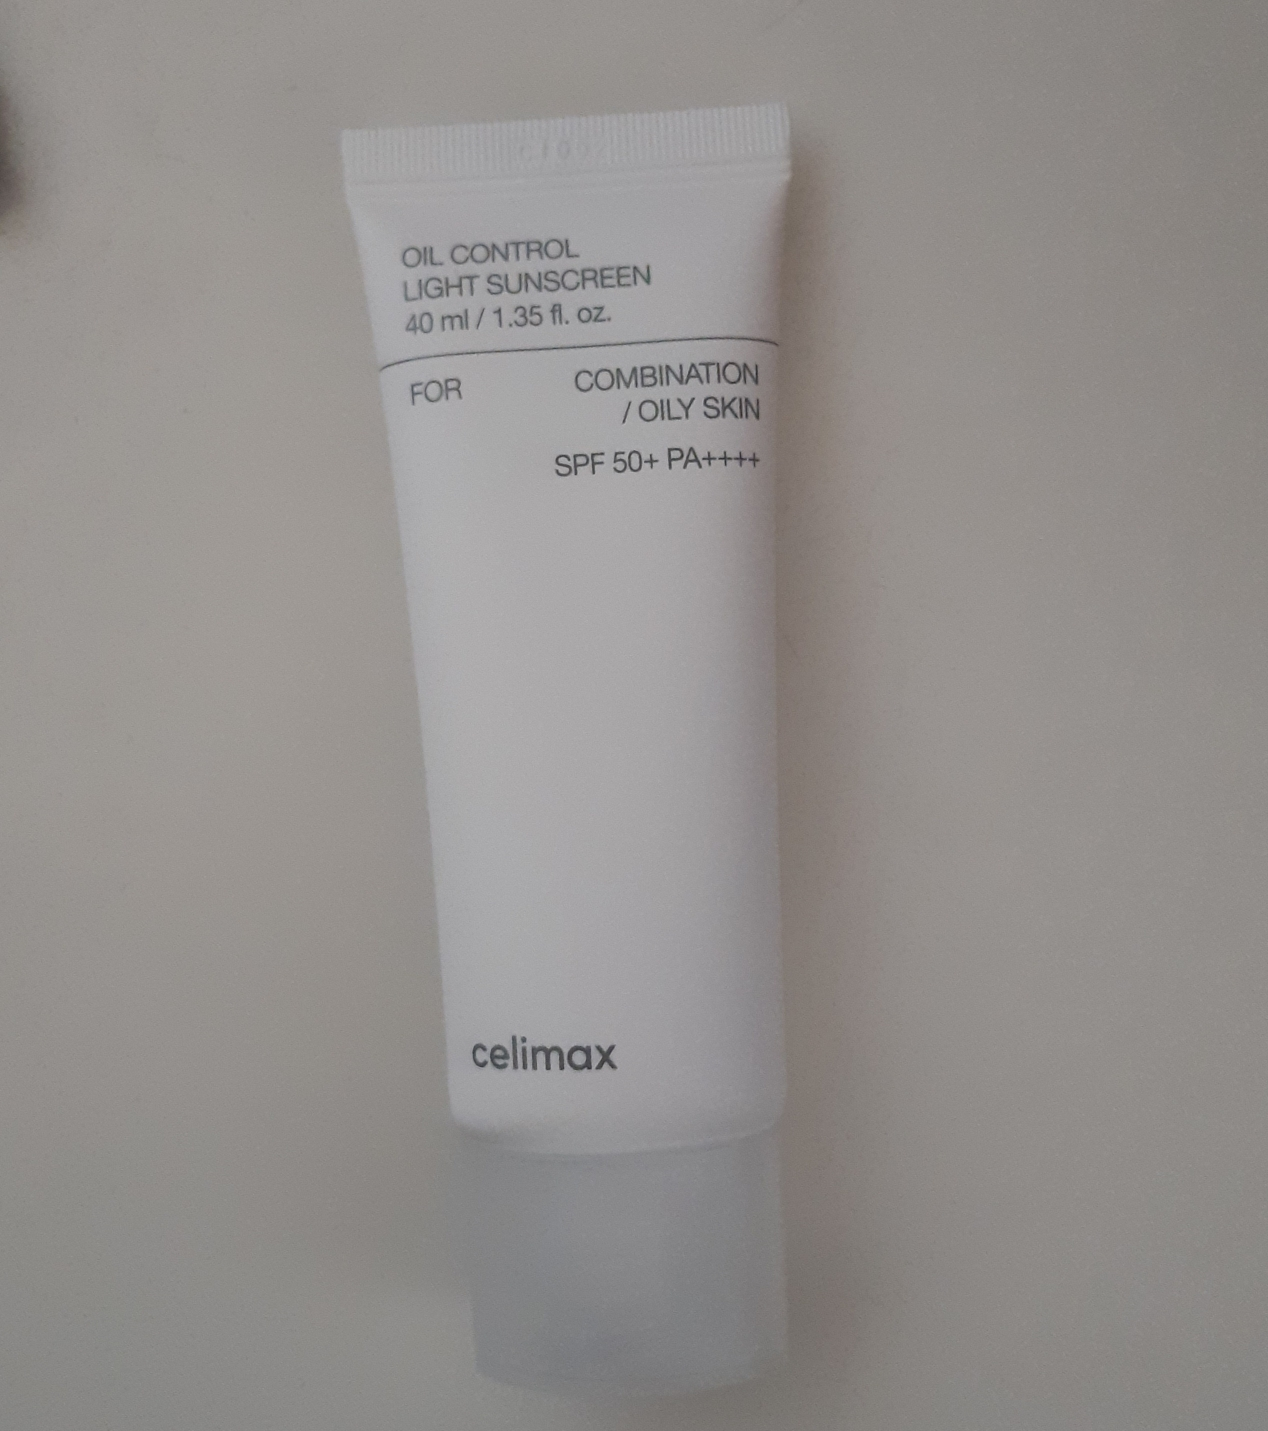 OIL CONTROL
LIGHT SUNSCREEN
40 ml / 1.35 fl. oz.
FOR COMBINATION
/ OILY SKIN
SPF 50+ PA++++
celimax